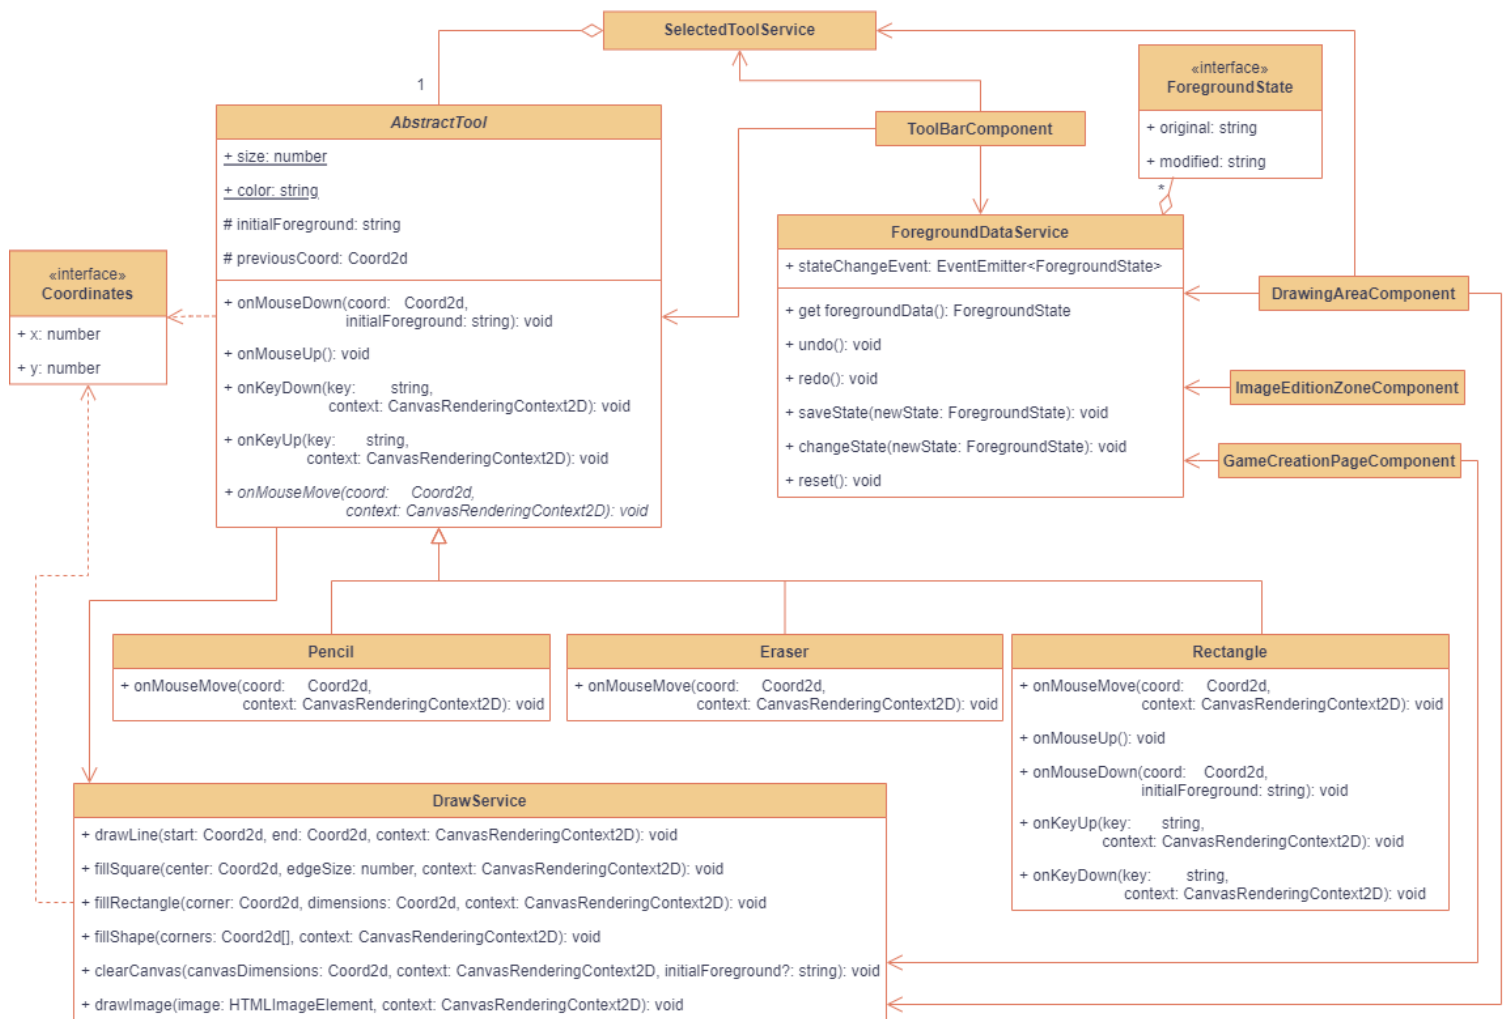 SelectedToolService
1
«interface»
ForegroundState
+ original: string
+ modified: string
*
ToolBarComponent
AbstractTool
+ size: number
+ color: string
# initialForeground: string
# previousCoord: Coord2d
+ onMouseDown(coord: Coord2d,
initialForeground: string): void
+ onMouseUp(): void
+ onKeyDown(key: string,
context: CanvasRenderingContext2D): void
+ onKeyUp(key: string,
context: CanvasRenderingContext2D): void
+ onMouseMove(coord: Coord2d,
context: CanvasRenderingContext2D): void
«interface»
Coordinates
+ x: number
+ y: number
ForegroundDataService
+ stateChangeEvent: EventEmitter<ForegroundState>
+ get foregroundData(): ForegroundState
+ undo(): void
+ redo(): void
+ saveState(newState: ForegroundState): void
+ changeState(newState: ForegroundState): void
+ reset(): void
DrawingAreaComponent
ImageEditionZoneComponent
GameCreationPageComponent
Pencil
+ onMouseMove(coord: Coord2d,
context: CanvasRenderingContext2D): void
Eraser
+ onMouseMove(coord: Coord2d,
context: CanvasRenderingContext2D): void
Rectangle
+ onMouseMove(coord: Coord2d,
context: CanvasRenderingContext2D): void
+ onMouseUp(): void
+ onMouseDown(coord: Coord2d,
initialForeground: string): void
+ onKeyUp(key: string,
context: CanvasRenderingContext2D): void
+ onKeyDown(key: string,
context: CanvasRenderingContext2D): void
DrawService
+ drawLine(start: Coord2d, end: Coord2d, context: CanvasRenderingContext2D): void
+ fillSquare(center: Coord2d, edgeSize: number, context: CanvasRenderingContext2D): void
+ fillRectangle(corner: Coord2d, dimensions: Coord2d, context: CanvasRenderingContext2D): void
+ fillShape(corners: Coord2d[], context: CanvasRenderingContext2D): void
+ clearCanvas(canvasDimensions: Coord2d, context: CanvasRenderingContext2D, initialForeground?: string): void
+ drawImage(image: HTMLImageElement, context: CanvasRenderingContext2D): void